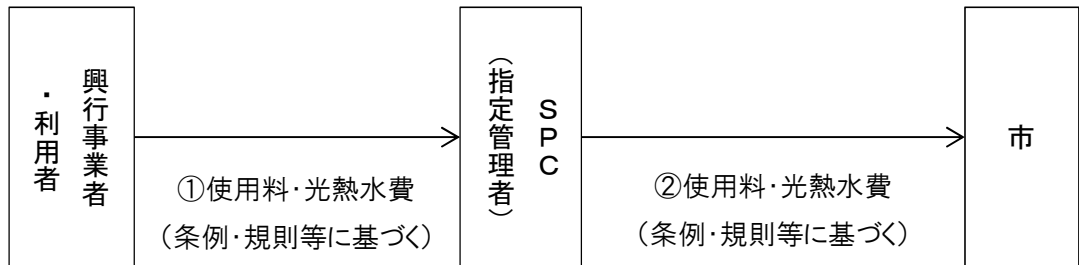 興行事業者
・利用者
①使用料・光熱水費
（条例・規則等に基づく）
SPC
（指定管理者）
②使用料・光熱水費
（条例・規則等に基づく）
市